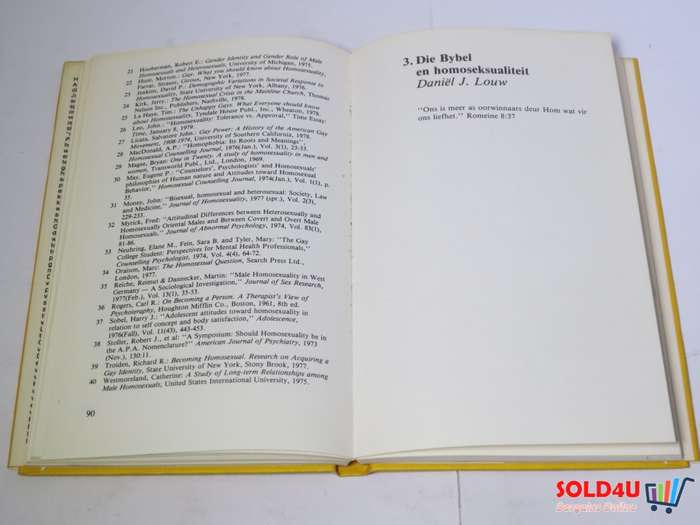 21 Hooberman, Robert E.: Gender Identity and Gender Role of Male
Homosexuals and Heterosexuals, University of Michigan, 1975.
22 Hunt, Morton.: Gay. What you should know about Homosexuality,
Farrar, Strauss, Giroux, New York, 1977.
23 Jenkins, David P.: Demographic Variations in Societal Response to
Homosexuals, State University of New York, Albany, 1976.
24 Kirk, Jerry.: The Homosexual Crisis in the Mainline Church, Thomas
Nelson Inc., Publishers, Nashville, 1978.
25 La Haye, Tim.: The Unhappy Gays. What Everyone should know
about Homosexuality, Tyndale House Publ., Inc., Wheaton, 1978.
26 Leo, John.: "Homosexuality: Tolerance vs. Approval," Time Essay:
Time, January 8, 1979.
27 Licata, Salvatore John.: Gay Power: A History of the American Gay
Movement, 1908-1974, University of Southern California, 1978.
28 MacDonald, A.P.: "Homophobia: Its Roots and Meanings",
Homosexual Counselling Journal, 1976(Jan.), Vol. 3(1), 23-33.
29 Magee, Bryan: One in Twenty. A study of homosexuality in men and
women, Transworld Publ., Ltd., London, 1969.
30 May, Eugene P.: "Counselors', Psychologists' and Homosexuals'
philosophies of Human nature and Attitudes toward Homosexual
Behavior," Homosexual Counselling Journal, 1974(Jan.), Vol. 1(1), p.
35.
31 Money, John: "Bisexual, homosexual and heterosexual: Society, Law
and Medicine," Journal of Homosexuality, 1977 (spr.), Vol. 2(3),
229-233.
32 Myrick, Fred: "Attitudinal Differences between Heterosexually and
Homosexually Oriental Males and Between Covert and Overt Male
Homosexuals," Journal of Abnormal Psychology, 1974, Vol. 83(1),
81-86.
33 Neuhring, Elane M., Fein, Sara B. and Tyler, Mary: "The Gay
College Student: Perspectives for Mental Health Professionals,"
Counselling Psychologist, 1974, Vol. 4(4), 64-72.
34 Oraison, Marc: The Homosexual Question, Search Press Ltd.,
London, 1977.
35 Reiche, Reimut & Dannecker, Martin: "Male Homosexuality in West
Germany — A Sociological Investigation," Journal of Sex Research,
1977(Feb.), Vol. 13(1), 35-53.
36 Rogers, Carl R.: On Becoming a Person. A Therapist's View of
Psychotherapy, Houghton Mifflin Co., Boston, 1961, 8th ed.
37 Sobel, Harry J.: "Adolescent attitudes toward homosexuality in
relation to self concept and body satisfaction," Adolescence,
1976(Fall), Vol. 11(43), 443-453.
38 Stoller, Robert J., et al: "A Symposium: Should Homosexuality be in
the A.P.A. Nomenclature?" American Journal of Psychiatry, 1973
(Nov.), 130:11.
39 Troiden, Richard R.: Becoming Homosexual. Research on Acquiring a
Gay Identity, State Univ. of New York, Stony Brook, 1977.
40 Westmoreland, Catherine: A Study of Long-term Relationships among
Male Homosexuals, United States International University, 1975.
90
3. Die Bybel
en homoseksualiteit
Daniël J. Louw
"Ons is meer as oorwinnaars deur Hom wat vir
ons liefhet." Romeine 8:37
SOLD4U
Bargains Online